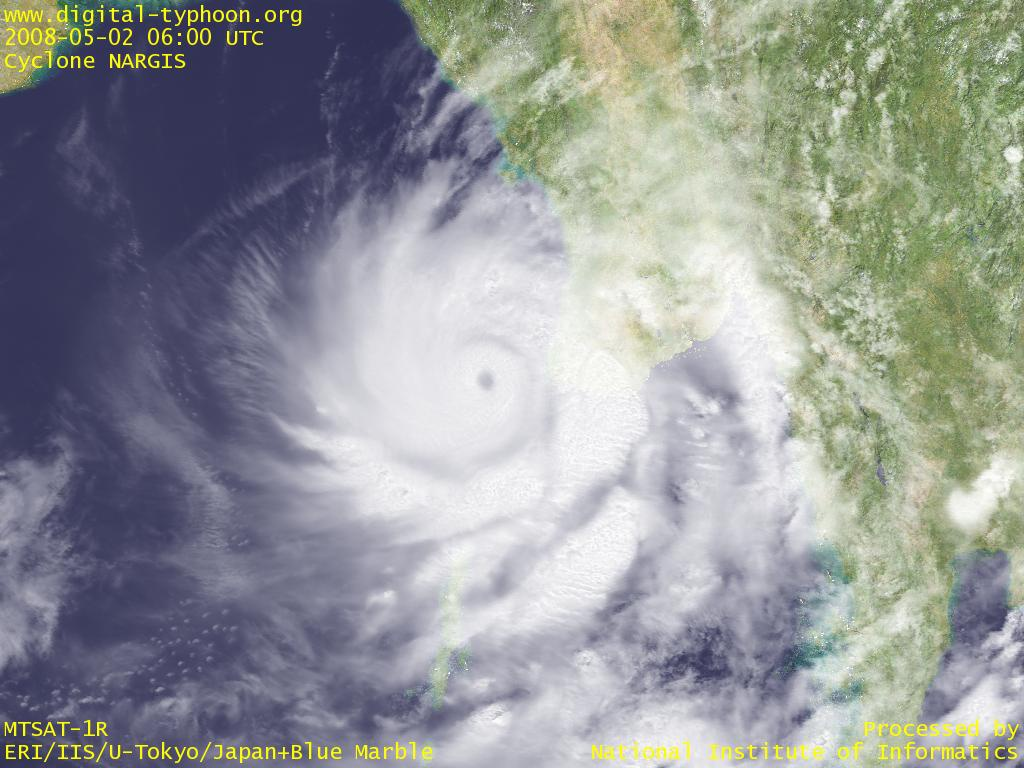 www.digital-typhoon.org
2008-05-02 06:00 UTC
Cyclone NARGIS
MTSAT-1R
ERI/IIS/U-Tokyo/Japan+Blue Marble
Processed by
National Institute of Informatics